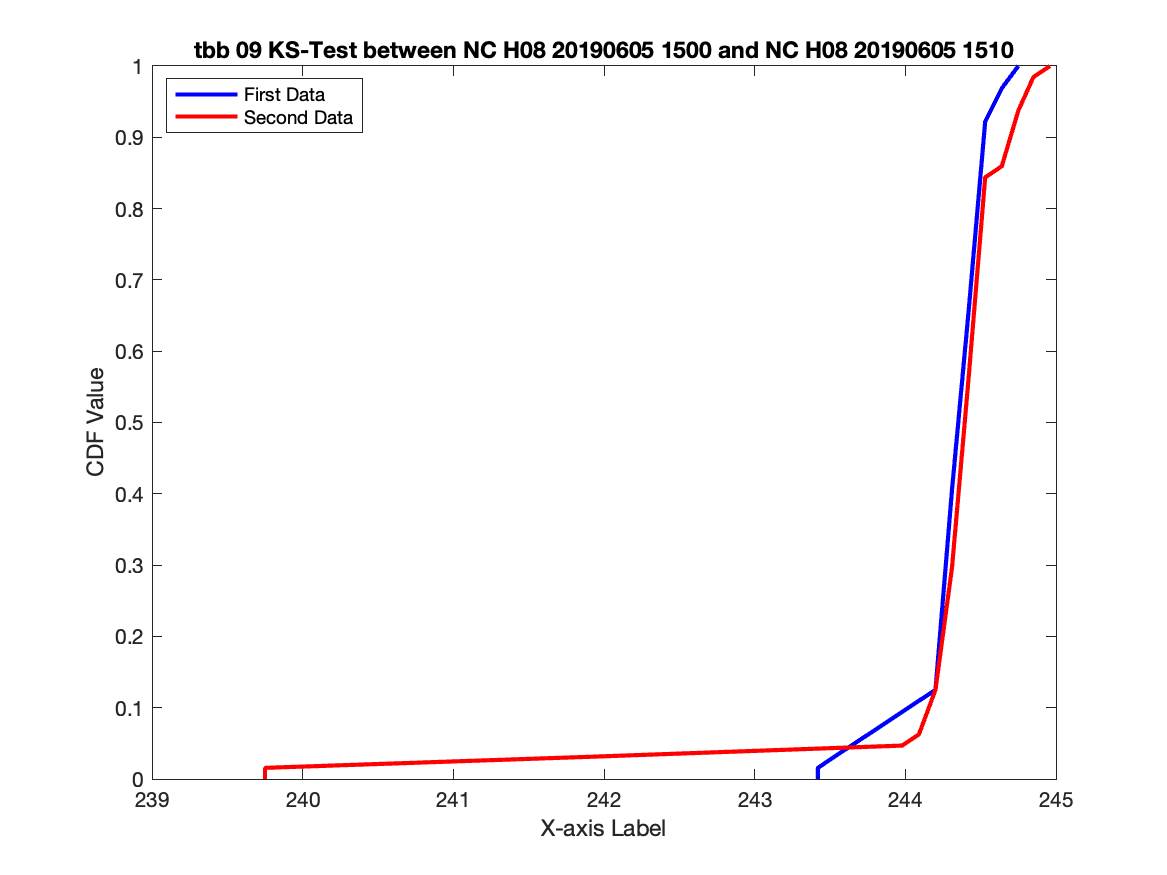 tbb 09 KS-Test between NC H08 20190605 1500 and NC H08 20190605 1510
First Data
Second Data
CDF Value
1
0.9
0.8
0.7
0.6
0.5
0.4
0.3
0.2
0.1
0
239 240 241 242 243 244 245
X-axis Label